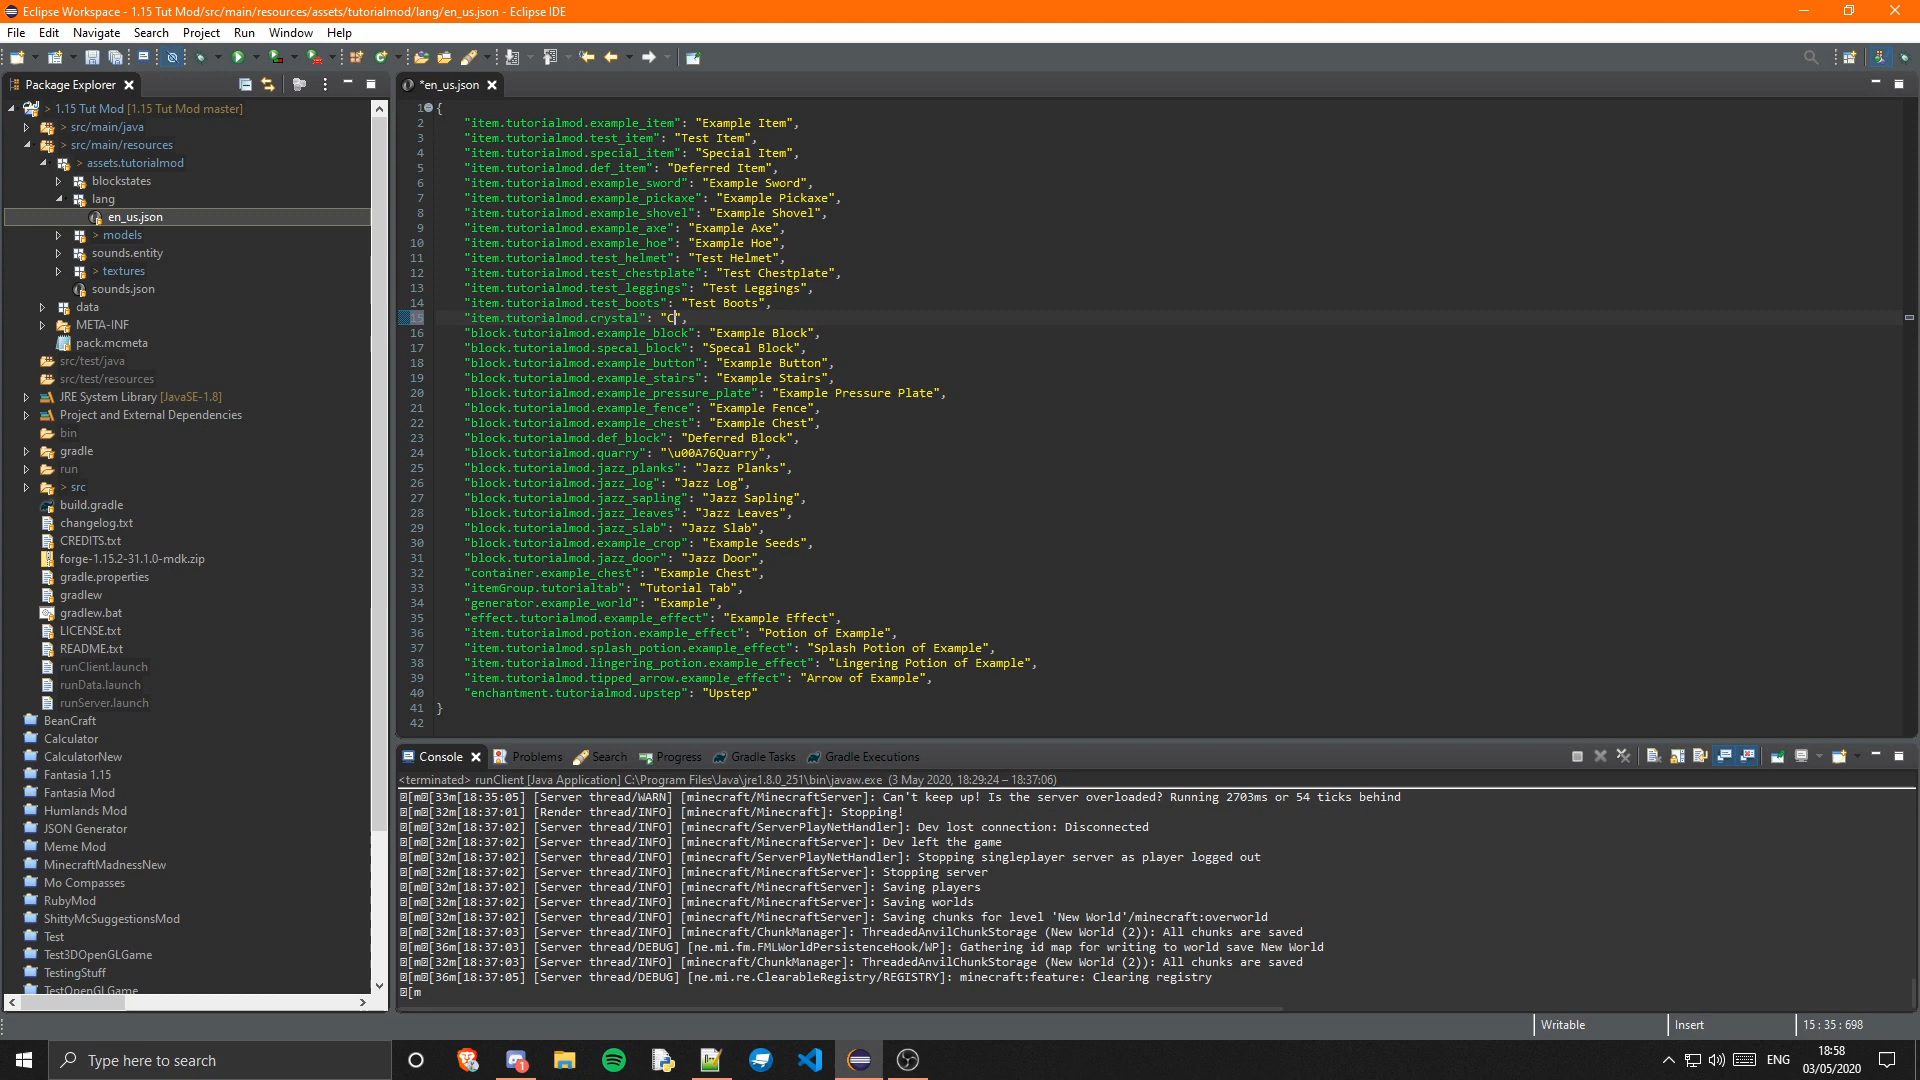 Eclipse Workspace - 1.15 Tut Mod/src/main/resources/assets/tutorialmod/lang/en_us.json - Eclipse IDE
File Edit Navigate Search Project Run Window Help
Package Explorer
> 1.15 Tut Mod [1.15 Tut Mod master]
> src/main/java
> src/main/resources
> assets.tutorialmod
blockstates
lang
en_us.json
> models
sounds.entity
> textures
sounds.json
data
META-INF
pack.mcmeta
src/test/java
src/test/resources
JRE System Library [JavaSE-1.8]
Project and External Dependencies
bin
gradle
run
> src
build.gradle
changelog.txt
CREDITS.txt
forge-1.15.2-31.1.0-mdk.zip
gradle.properties
gradlew
gradlew.bat
LICENSE.txt
README.txt
runClient.launch
runData.launch
runServer.launch
BeanCraft
Calculator
CalculatorNew
Fantasia 1.15
Fantasia Mod
Humlands Mod
JSON Generator
Meme Mod
MinecraftMadnessNew
Mo Compasses
RubyMod
ShittyMcSuggestionsMod
Test
Test3DOpenGLGame
TestingStuff
TestOpenGLGame
*en_us.json
1 {
2 "item.tutorialmod.example_item": "Example Item",
3 "item.tutorialmod.test_item": "Test Item",
4 "item.tutorialmod.special_item": "Special Item",
5 "item.tutorialmod.def_item": "Deferred Item",
6 "item.tutorialmod.example_sword": "Example Sword",
7 "item.tutorialmod.example_pickaxe": "Example Pickaxe",
8 "item.tutorialmod.example_shovel": "Example Shovel",
9 "item.tutorialmod.example_axe": "Example Axe",
10 "item.tutorialmod.example_hoe": "Example Hoe",
11 "item.tutorialmod.test_helmet": "Test Helmet",
12 "item.tutorialmod.test_chestplate": "Test Chestplate",
13 "item.tutorialmod.test_leggings": "Test Leggings",
14 "item.tutorialmod.test_boots": "Test Boots",
15 "item.tutorialmod.crystal": "C",
16 "block.tutorialmod.example_block": "Example Block",
17 "block.tutorialmod.specal_block": "Specal Block",
18 "block.tutorialmod.example_button": "Example Button",
19 "block.tutorialmod.example_stairs": "Example Stairs",
20 "block.tutorialmod.example_pressure_plate": "Example Pressure Plate",
21 "block.tutorialmod.example_fence": "Example Fence",
22 "block.tutorialmod.example_chest": "Example Chest",
23 "block.tutorialmod.def_block": "Deferred Block",
24 "block.tutorialmod.quarry": "\u00A76Quarry",
25 "block.tutorialmod.jazz_planks": "Jazz Planks",
26 "block.tutorialmod.jazz_log": "Jazz Log",
27 "block.tutorialmod.jazz_sapling": "Jazz Sapling",
28 "block.tutorialmod.jazz_leaves": "Jazz Leaves",
29 "block.tutorialmod.jazz_slab": "Jazz Slab",
30 "block.tutorialmod.example_crop": "Example Seeds",
31 "block.tutorialmod.jazz_door": "Jazz Door",
32 "container.example_chest": "Example Chest",
33 "itemGroup.tutorialtab": "Tutorial Tab",
34 "generator.example_world": "Example",
35 "effect.tutorialmod.example_effect": "Example Effect",
36 "item.tutorialmod.potion.example_effect": "Potion of Example",
37 "item.tutorialmod.splash_potion.example_effect": "Splash Potion of Example",
38 "item.tutorialmod.lingering_potion.example_effect": "Lingering Potion of Example",
39 "item.tutorialmod.tipped_arrow.example_effect": "Arrow of Example",
40 "enchantment.tutorialmod.upstep": "Upstep"
41 }
42
Console Problems Search Progress Gradle Tasks Gradle Executions
<terminated> runClient [Java Application] C:\Program Files\Java\jre1.8.0_251\bin\javaw.exe (3 May 2020, 18:29:24 – 18:37:06)
[m[33m[18:35:05] [Server thread/WARN] [minecraft/MinecraftServer]: Can't keep up! Is the server overloaded? Running 2703ms or 54 ticks behind
[m[32m[18:37:01] [Render thread/INFO] [minecraft/Minecraft]: Stopping!
[m[32m[18:37:02] [Server thread/INFO] [minecraft/ServerPlayNetHandler]: Dev lost connection: Disconnected
[m[32m[18:37:02] [Server thread/INFO] [minecraft/MinecraftServer]: Dev left the game
[m[32m[18:37:02] [Server thread/INFO] [minecraft/ServerPlayNetHandler]: Stopping singleplayer server as player logged out
[m[32m[18:37:02] [Server thread/INFO] [minecraft/MinecraftServer]: Stopping server
[m[32m[18:37:02] [Server thread/INFO] [minecraft/MinecraftServer]: Saving players
[m[32m[18:37:02] [Server thread/INFO] [minecraft/MinecraftServer]: Saving worlds
[m[32m[18:37:02] [Server thread/INFO] [minecraft/MinecraftServer]: Saving chunks for level 'New World'/minecraft:overworld
[m[32m[18:37:03] [Server thread/INFO] [minecraft/ChunkManager]: ThreadedAnvilChunkStorage (New World (2)): All chunks are saved
[m[36m[18:37:03] [Server thread/DEBUG] [ne.mi.fm.FMLWorldPersistenceHook/WP]: Gathering id map for writing to world save New World
[m[32m[18:37:03] [Server thread/INFO] [minecraft/ChunkManager]: ThreadedAnvilChunkStorage (New World (2)): All chunks are saved
[m[36m[18:37:05] [Server thread/DEBUG] [ne.mi.re.ClearableRegistry/REGISTRY]: minecraft:feature: Clearing registry
[m
Writable Insert 15 : 35 : 698
Type here to search
1
ENG
18:58
03/05/2020